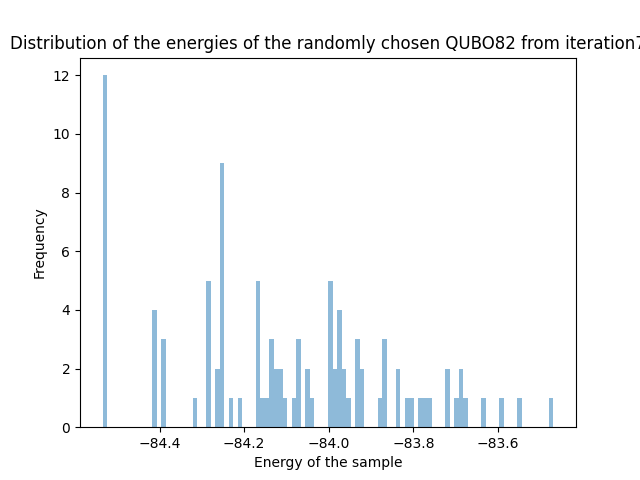 Distribution of the energies of the randomly chosen QUBO82 from iteration7
12
10
8
6
4
2
0
Frequency
−84.4 −84.2 −84.0 −83.8 −83.6
Energy of the sample